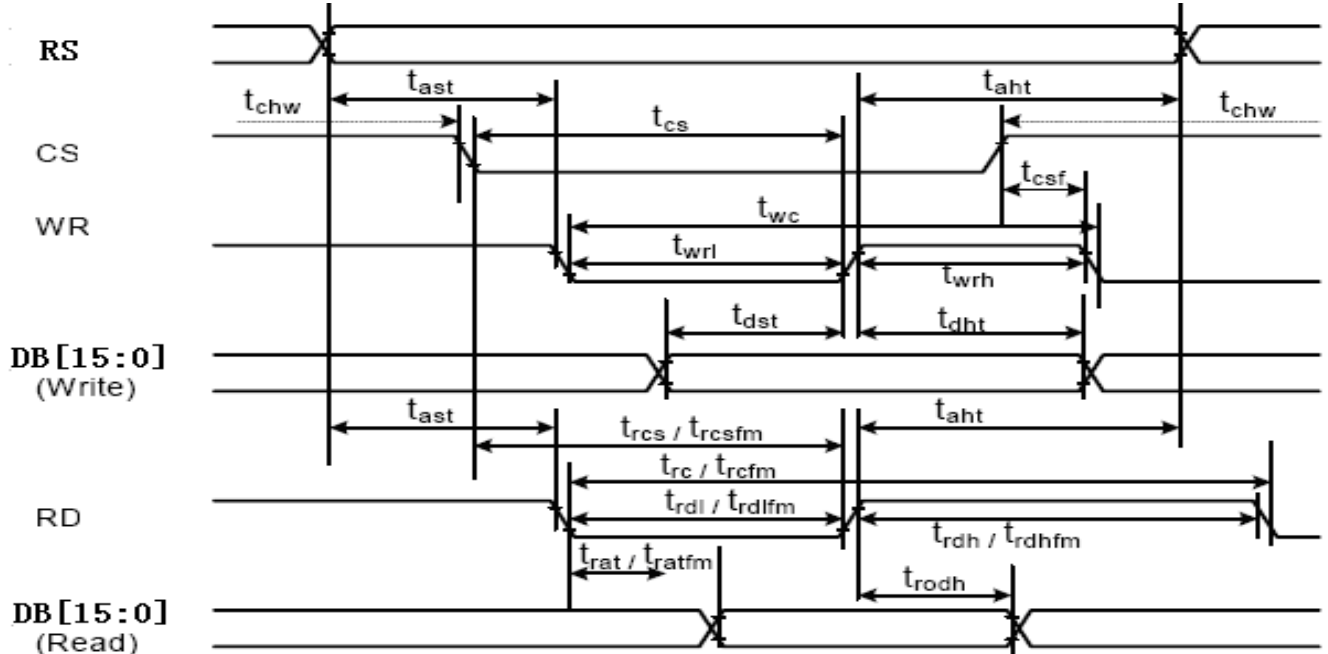 RS
t_ast
t_aht
t_chw
t_chw
t_cs
CS
t_csf
t_wc
WR
t_wrl
t_wrh
t_dst
t_dht
DB[15:0]
(Write)
t_ast
t_aht
t_rcs / t_rcsfm
t_rc / t_rcfm
t_rdl / t_rdlfm
RD
t_rdh / t_rdhfm
t_rat / t_ratfm
t_rodh
DB[15:0]
(Read)